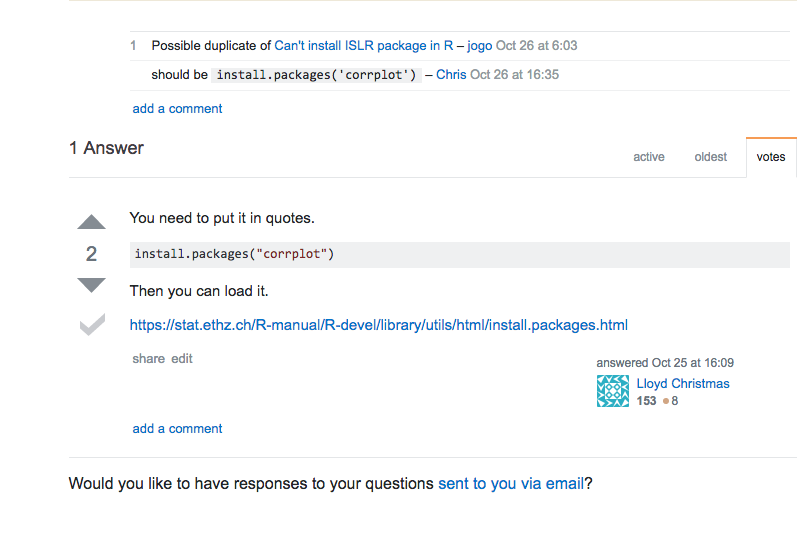 1 Possible duplicate of Can't install ISLR package in R – jogo Oct 26 at 6:03
should be install.packages('corrplot') – Chris Oct 26 at 16:35
add a comment
1 Answer
active oldest votes
You need to put it in quotes.
2
install.packages("corrplot")
Then you can load it.
https://stat.ethz.ch/R-manual/R-devel/library/utils/html/install.packages.html
share edit
answered Oct 25 at 16:09
Lloyd Christmas
153 8
add a comment
Would you like to have responses to your questions sent to you via email?